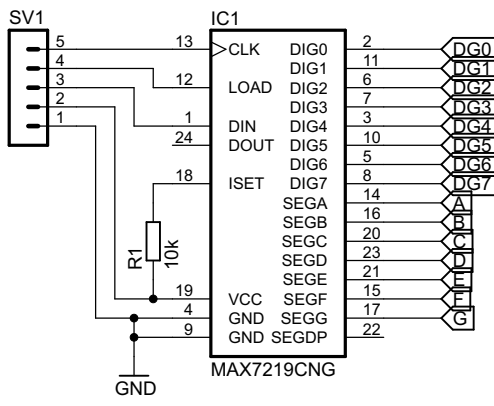 SV1
IC1
5 13 CLK DIG0 2 DG0
4 DIG1 11 DG1
3 12 LOAD DIG2 6 DG2
2 DIG3 7 DG3
1 1 DIN DIG4 3 DG4
24 DOUT DIG5 10 DG5
DIG6 5 DG6
18 ISET DIG7 8 DG7
SEGA 14 A
SEGB 16 B
R1 10k SEGC 20 C
SEGD 23 D
SEGE 21 E
19 VCC SEGF 15 F
4 GND SEGG 17 G
9 GND SEGDP 22
GND
MAX7219CNG